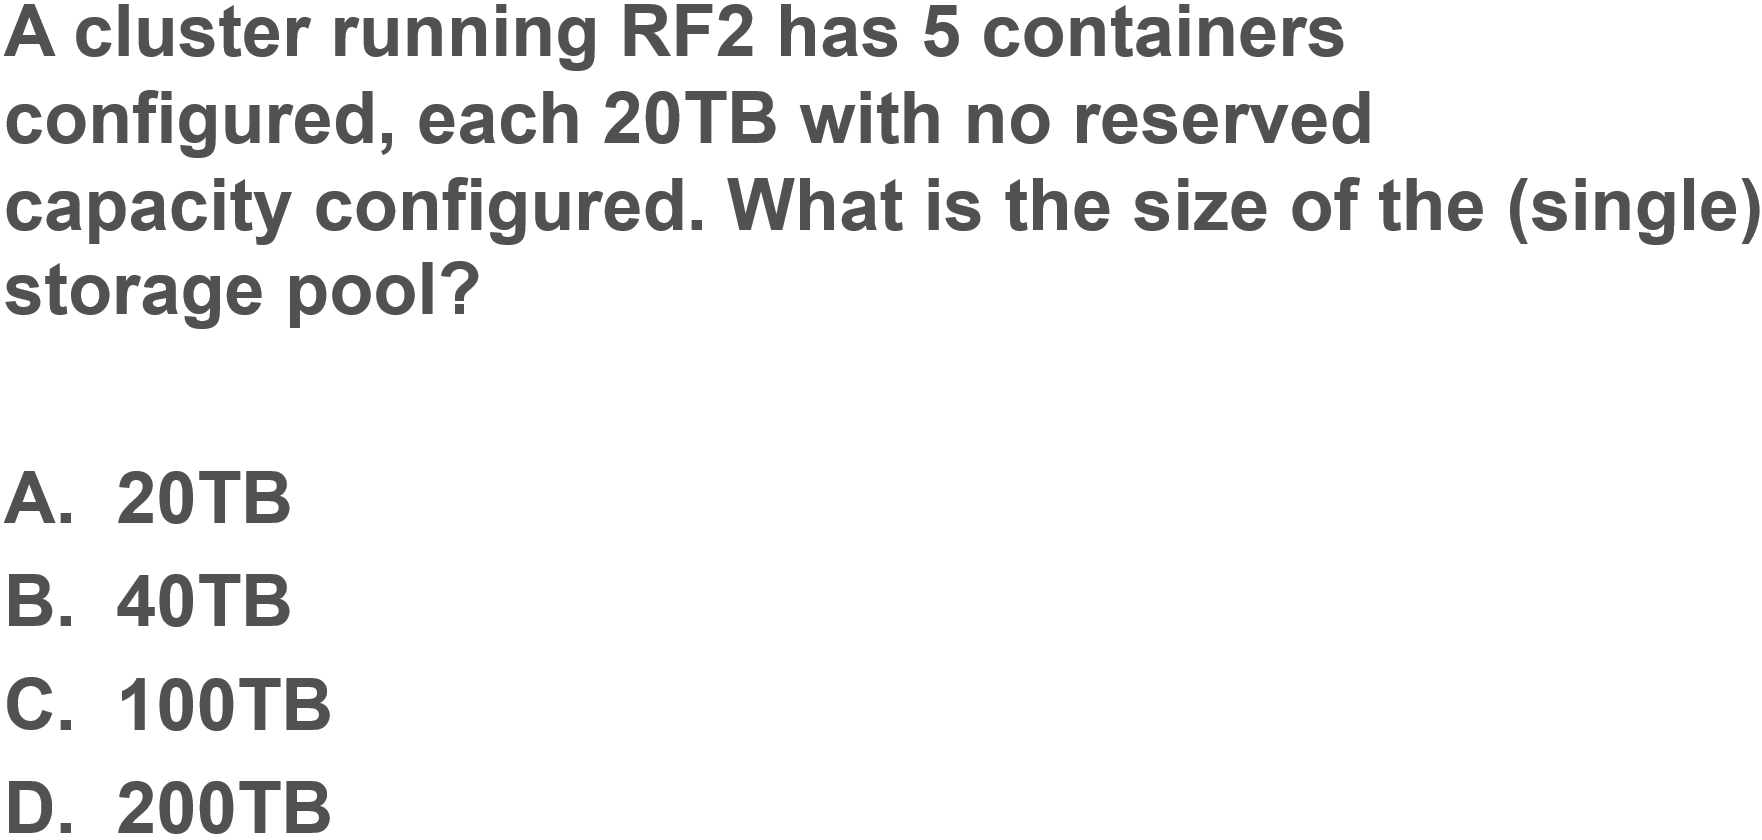 A cluster running RF2 has 5 containers
configured, each 20TB with no reserved
capacity configured. What is the size of the (single)
storage pool?
A. 20TB
B. 40TB
C. 100TB
D. 200TB